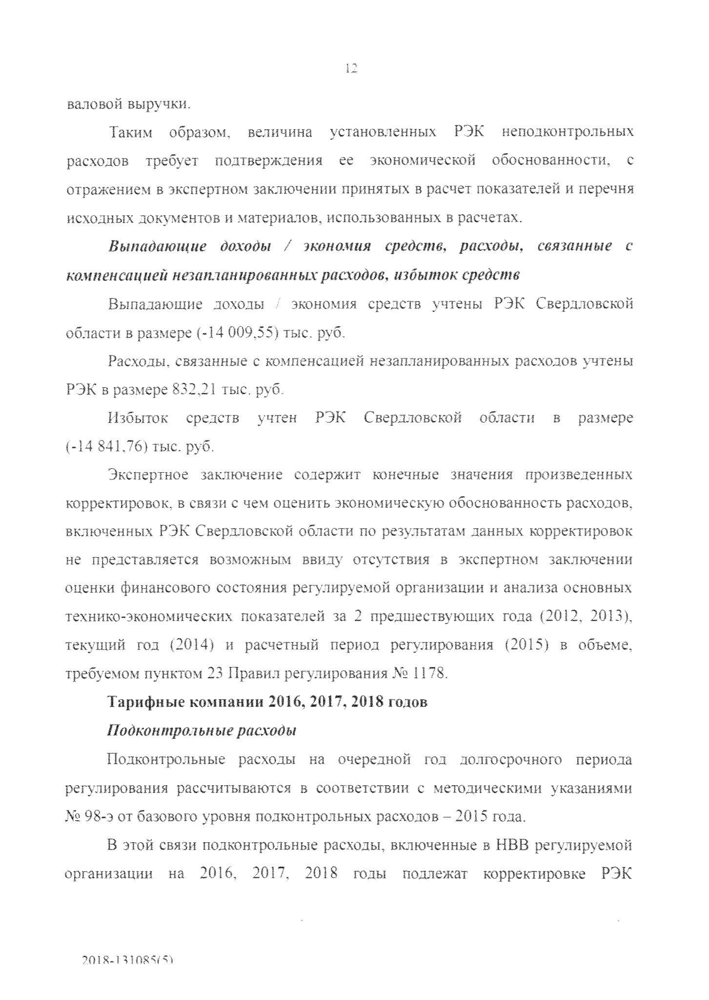 12
валовой выручки.
Таким образом, величина установленных РЭК неподконтрольных
расходов требует подтверждения ее экономической обоснованности, с
отражением в экспертном заключении принятых в расчет показателей и перечня
исходных документов и материалов, использованных в расчетах.
Выпадающие доходы / экономия средств, расходы, связанные с
компенсацией незапланированных расходов, избыток средств
Выпадающие доходы / экономия средств учтены РЭК Свердловской
области в размере (-14 009,55) тыс. руб.
Расходы, связанные с компенсацией незапланированных расходов учтены
РЭК в размере 832,21 тыс. руб.
Избыток средств учтен РЭК Свердловской области в размере
(-14 841,76) тыс. руб.
Экспертное заключение содержит конечные значения произведенных
корректировок, в связи с чем оценить экономическую обоснованность расходов,
включенных РЭК Свердловской области по результатам данных корректировок
не представляется возможным ввиду отсутствия в экспертном заключении
оценки финансового состояния регулируемой организации и анализа основных
технико-экономических показателей за 2 предшествующих года (2012, 2013),
текущий год (2014) и расчетный период регулирования (2015) в объеме,
требуемом пунктом 23 Правил регулирования № 1178.
Тарифные компании 2016, 2017, 2018 годов
Подконтрольные расходы
Подконтрольные расходы на очередной год долгосрочного периода
регулирования рассчитываются в соответствии с методическими указаниями
№ 98-э от базового уровня подконтрольных расходов – 2015 года.
В этой связи подконтрольные расходы, включенные в НВВ регулируемой
организации на 2016, 2017, 2018 годы подлежат корректировке РЭК
2018-131085(5)